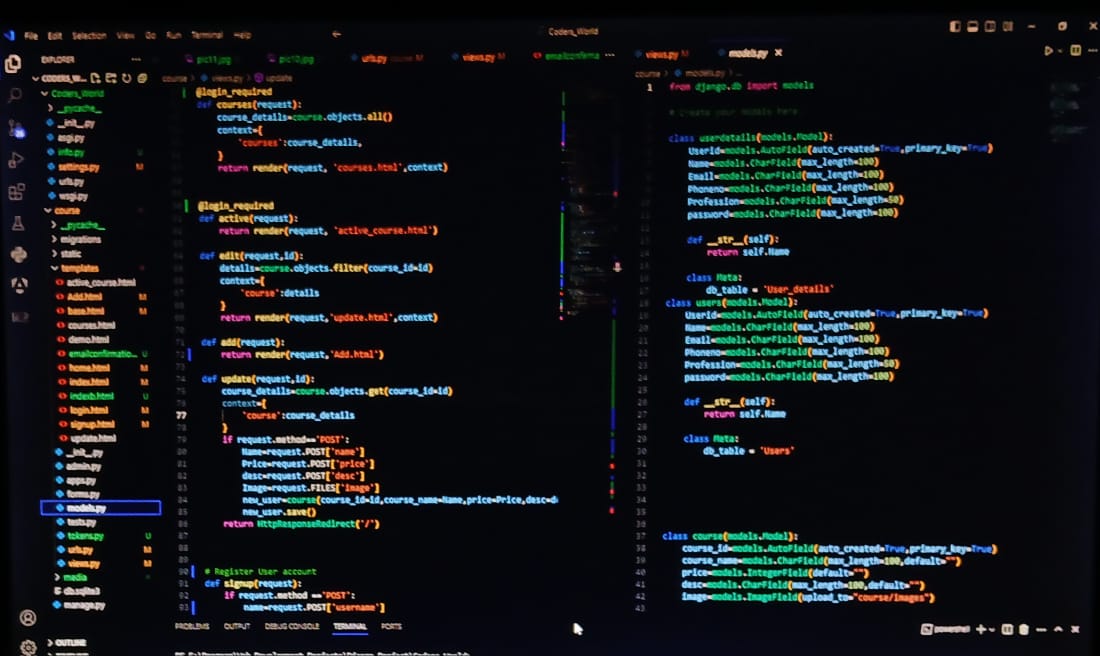 File Edit Selection View Go Run Terminal Help
Coders_World
EXPLORER
CODERS_W...
Coders_World
__pycache__
__init__.py
asgi.py
info.py U
settings.py M
urls.py
wsgi.py
course
__pycache__
migrations
static
templates
active_course.html
Add.html M
base.html M
courses.html
demo.html
emailconfirmatio... U
home.html M
index.html M
indexb.html U
login.html M
signup.html M
update.html
__init__.py
admin.py
apps.py
forms.py
models.py
tests.py
tokens.py U
urls.py M
views.py M
media
db.sqlite3
manage.py
OUTLINE
pic11.jpg
pic10.jpg
urls.py course M
views.py M
emailconfirma
course > views.py > update
@login_required
def courses(request):
course_details=course.objects.all()
context={
'courses':course_details,
}
return render(request, 'courses.html',context)
@login_required
def active(request):
return render(request, 'active_course.html')
def edit(request,id):
details=course.objects.filter(course_id=id)
context={
'course':details
}
return render(request,'update.html',context)
def add(request):
return render(request,'Add.html')
def update(request,id):
course_details=course.objects.get(course_id=id)
context={
77 'course':course_details
}
if request.method=='POST':
Name=request.POST['name']
Price=request.POST['price']
desc=request.POST['desc']
Image=request.FILES['image']
new_user=course(course_id=id,course_name=Name,price=Price,desc=d
new_user.save()
return HttpResponseRedirect('/')
# Register User account
def signup(request):
if request.method =='POST':
name=request.POST['username']
views.py M
models.py
course > models.py > ...
1 from django.db import models
# Create your models here
class userdetails(models.Model):
Userid=models.AutoField(auto_created=True,primary_key=True)
Name=models.CharField(max_length=100)
Email=models.CharField(max_length=100)
Phoneno=models.CharField(max_length=100)
Profession=models.CharField(max_length=50)
password=models.CharField(max_length=100)
def __str__(self):
return self.Name
class Meta:
db_table = 'User_details'
class users(models.Model):
Userid=models.AutoField(auto_created=True,primary_key=True)
Name=models.CharField(max_length=100)
Email=models.CharField(max_length=100)
Phoneno=models.CharField(max_length=100)
Profession=models.CharField(max_length=50)
password=models.CharField(max_length=100)
def __str__(self):
return self.Name
class Meta:
db_table = 'Users'
class course(models.Model):
course_id=models.AutoField(auto_created=True,primary_key=True)
course_name=models.CharField(max_length=100,default="")
price=models.IntegerField(default="")
desc=models.CharField(max_length=100,default="")
image=models.ImageField(upload_to="course/images")
PROBLEMS OUTPUT DEBUG CONSOLE TERMINAL PORTS
powershell